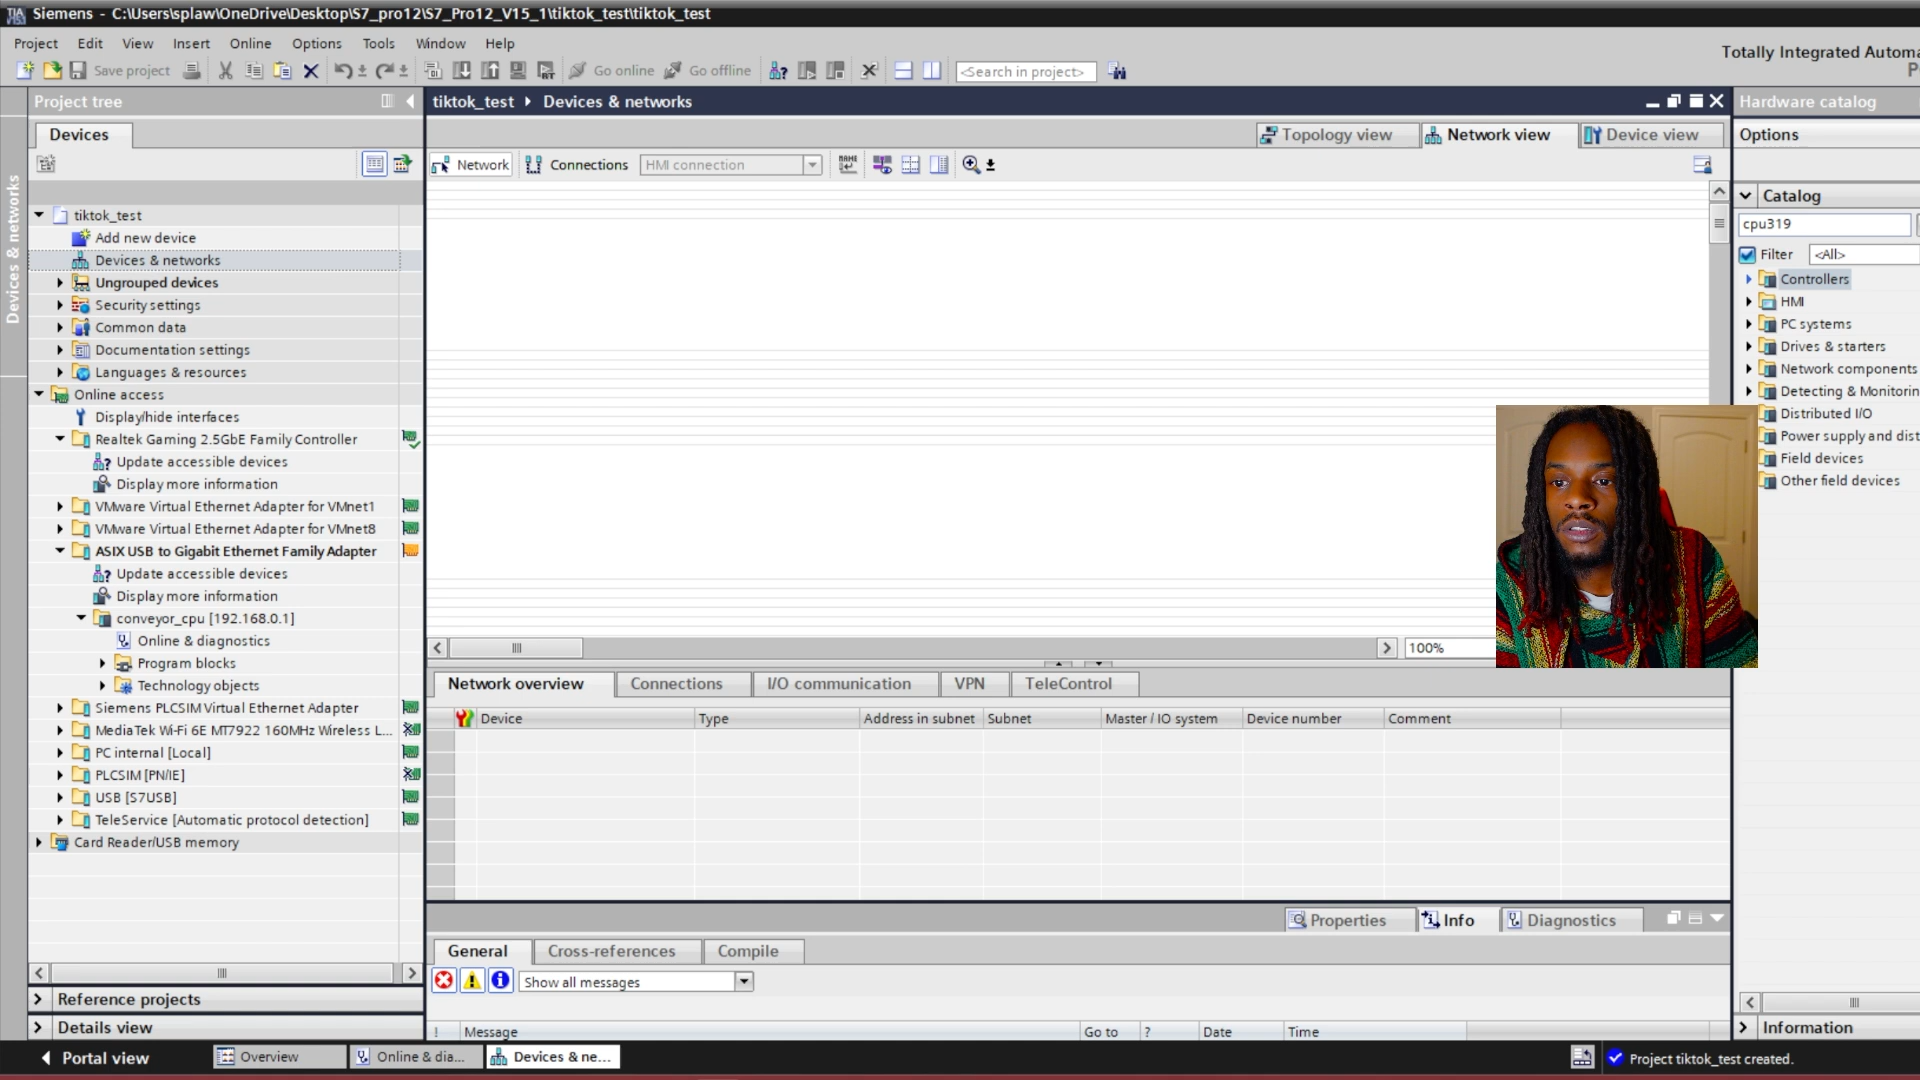 Siemens - C:\Users\splaw\OneDrive\Desktop\S7_pro12\S7_Pro12_V15_1\tiktok_test\tiktok_test
Project Edit View Insert Online Options Tools Window Help
Totally Integrated Automa
Save project
Go online
Go offline
<Search in project>
Project tree
tiktok_test ▸ Devices & networks
Hardware catalog
Devices
Topology view
Network view
Device view
Options
Network
Connections
HMI connection
Devices & networks
Catalog
cpu319
Filter
<All>
tiktok_test
Add new device
Devices & networks
Ungrouped devices
Security settings
Common data
Documentation settings
Languages & resources
Online access
Display/hide interfaces
Realtek Gaming 2.5GbE Family Controller
Update accessible devices
Display more information
VMware Virtual Ethernet Adapter for VMnet1
VMware Virtual Ethernet Adapter for VMnet8
ASIX USB to Gigabit Ethernet Family Adapter
Update accessible devices
Display more information
conveyor_cpu [192.168.0.1]
Online & diagnostics
Program blocks
Technology objects
Siemens PLCSIM Virtual Ethernet Adapter
MediaTek Wi-Fi 6E MT7922 160MHz Wireless L...
PC internal [Local]
PLCSIM [PN/IE]
USB [S7USB]
TeleService [Automatic protocol detection]
Card Reader/USB memory
Controllers
HMI
PC systems
Drives & starters
Network components
Detecting & Monitorin
Distributed I/O
Power supply and dist
Field devices
Other field devices
100%
Network overview
Connections
I/O communication
VPN
TeleControl
Device
Type
Address in subnet
Subnet
Master / IO system
Device number
Comment
Properties
Info
Diagnostics
General
Cross-references
Compile
Show all messages
! Message Go to ? Date Time
Reference projects
Details view
Information
Portal view
Overview
Online & dia...
Devices & ne...
Project tiktok_test created.